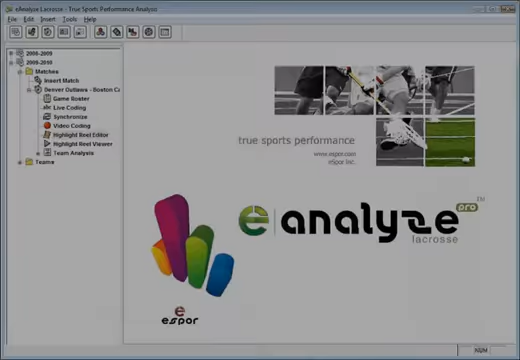 eAnalyze Lacrosse - True Sports Performance Analysis
File Edit Insert Tools Help
2008-2009
2009-2010
Matches
Insert Match
Denver Outlaws - Boston Ca
Game Roster
Live Coding
Synchronize
Video Coding
Highlight Reel Editor
Highlight Reel Viewer
Team Analysis
Teams
true sports performance
www.espor.com
eSpor inc.
e analyze pro TM
lacrosse
espor
NUM